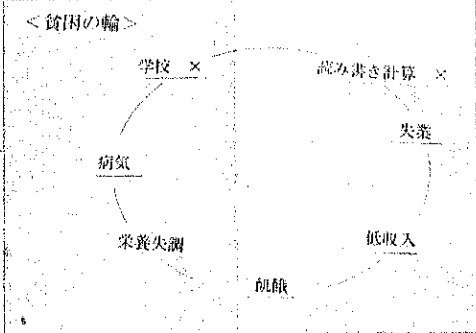 ＜貧困の輪＞
学校 ×
読み書き計算 ×
失業
病気
栄養失調
低収入
飢餓